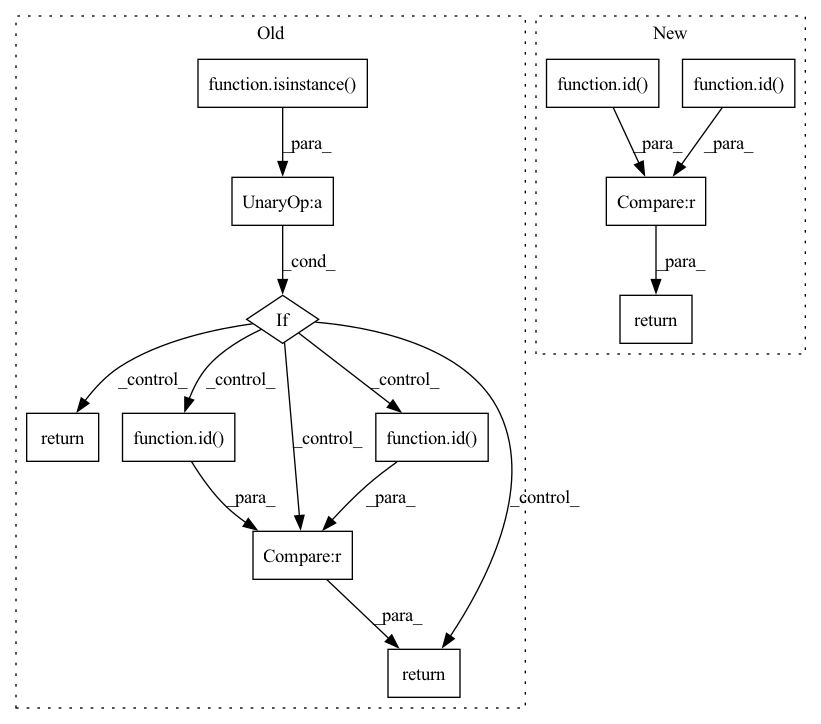 Old
New
function.isinstance()
function.id()
function.id()
_para_
_para_
_para_
UnaryOp:a
Compare:r
_cond_
_para_
If
return
_control_
_control_
_control_
return
function.id()
function.id()
_control_
_para_
_para_
_control_
Compare:r
_para_
return